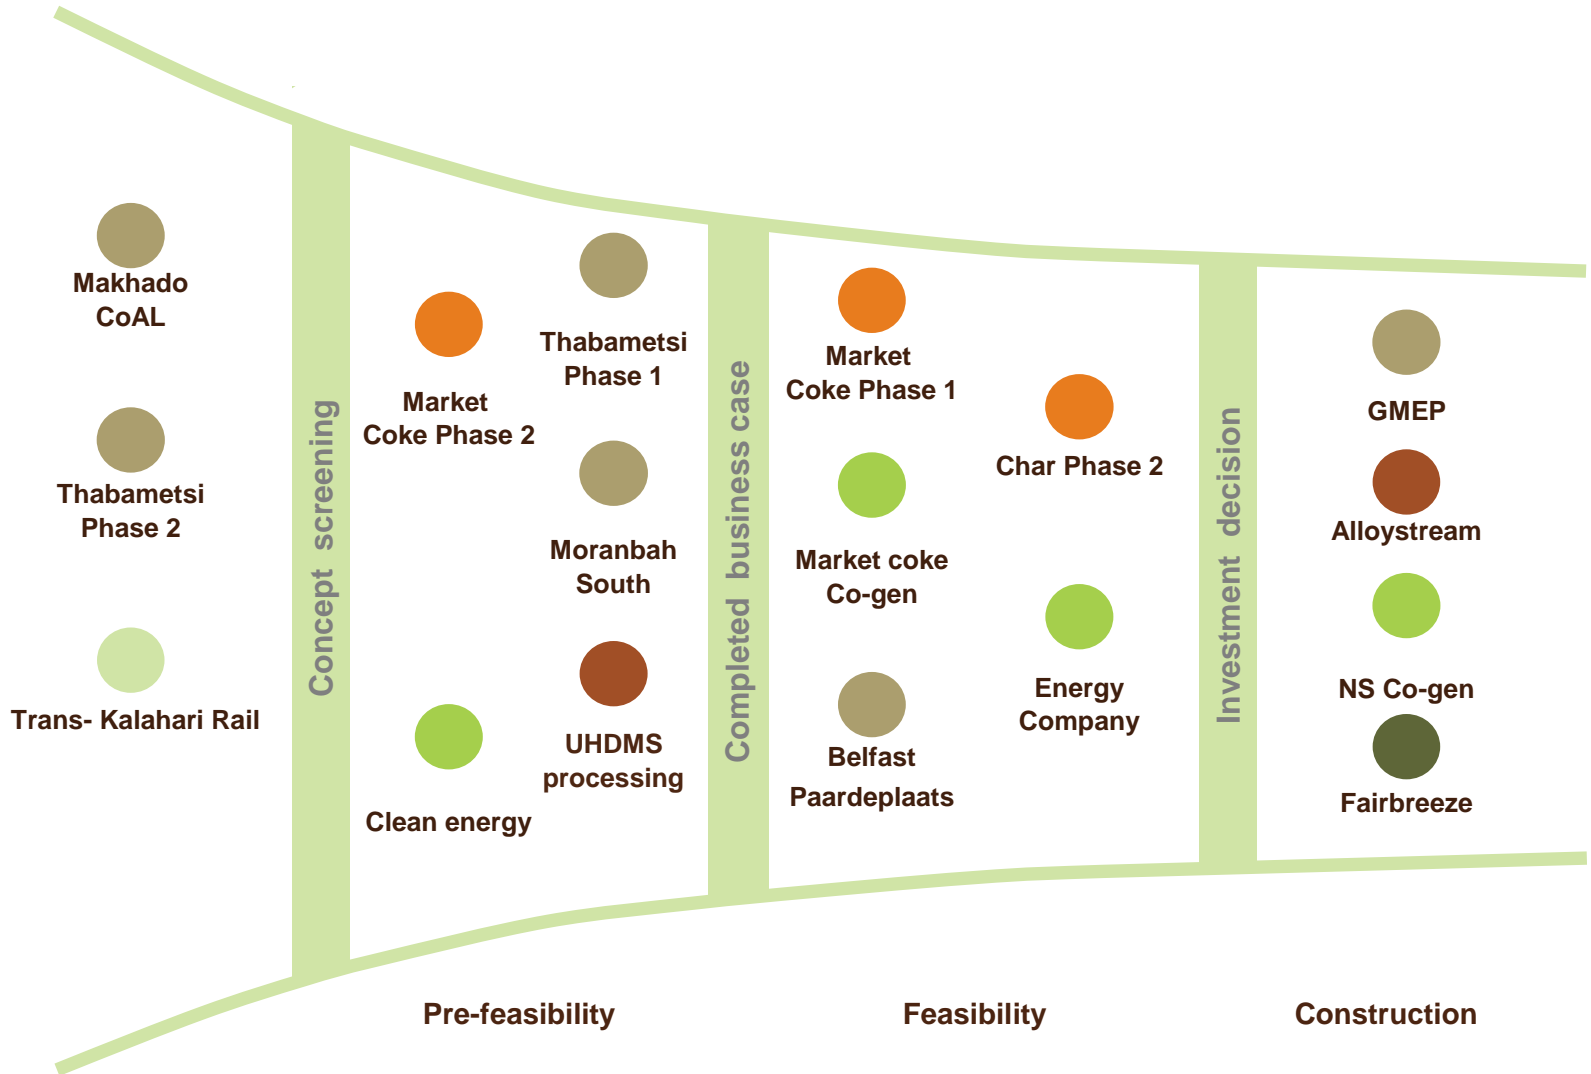 Makhado
CoAL
Thabametsi
Phase 2
Trans- Kalahari Rail
Concept screening
Market
Coke Phase 2
Clean energy
Thabametsi
Phase 1
Moranbah
South
UHDMS
processing
Completed business case
Market
Coke Phase 1
Market coke
Co-gen
Belfast
Paardeplaats
Char Phase 2
Energy
Company
Investment decision
GMEP
Alloystream
NS Co-gen
Fairbreeze
Pre-feasibility
Feasibility
Construction